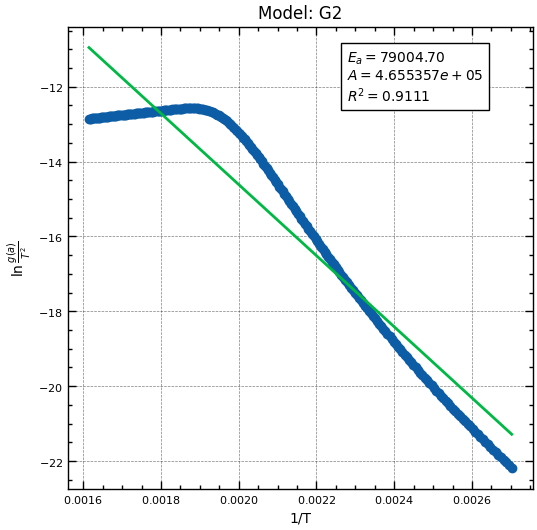 Model: G2
E_a = 79004.70
A = 4.655357e + 05
R^2 = 0.9111
ln g(a)/T^2
−12
−14
−16
−18
−20
−22
0.0016 0.0018 0.0020 0.0022 0.0024 0.0026
1/T